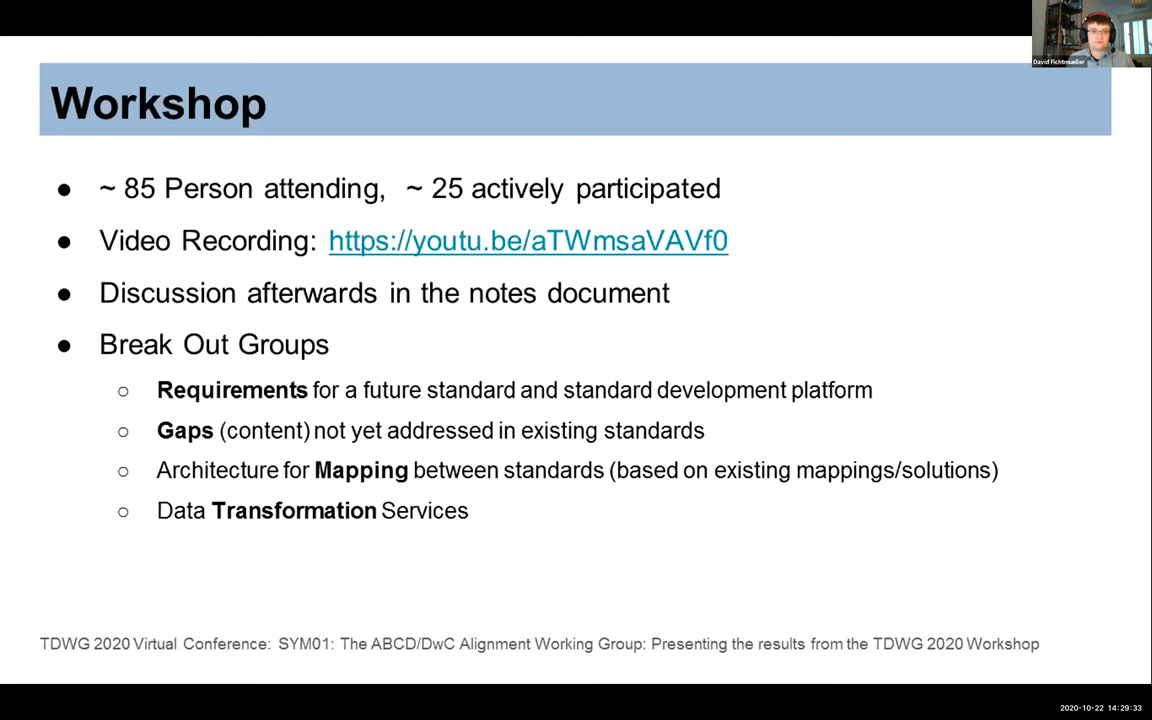 David Fichtmueller
Workshop
● ~ 85 Person attending, ~ 25 actively participated
● Video Recording: https://youtu.be/aTWmsaVAVf0
● Discussion afterwards in the notes document
● Break Out Groups
○ Requirements for a future standard and standard development platform
○ Gaps (content) not yet addressed in existing standards
○ Architecture for Mapping between standards (based on existing mappings/solutions)
○ Data Transformation Services
TDWG 2020 Virtual Conference: SYM01: The ABCD/DwC Alignment Working Group: Presenting the results from the TDWG 2020 Workshop
2020-10-22 14:29:33